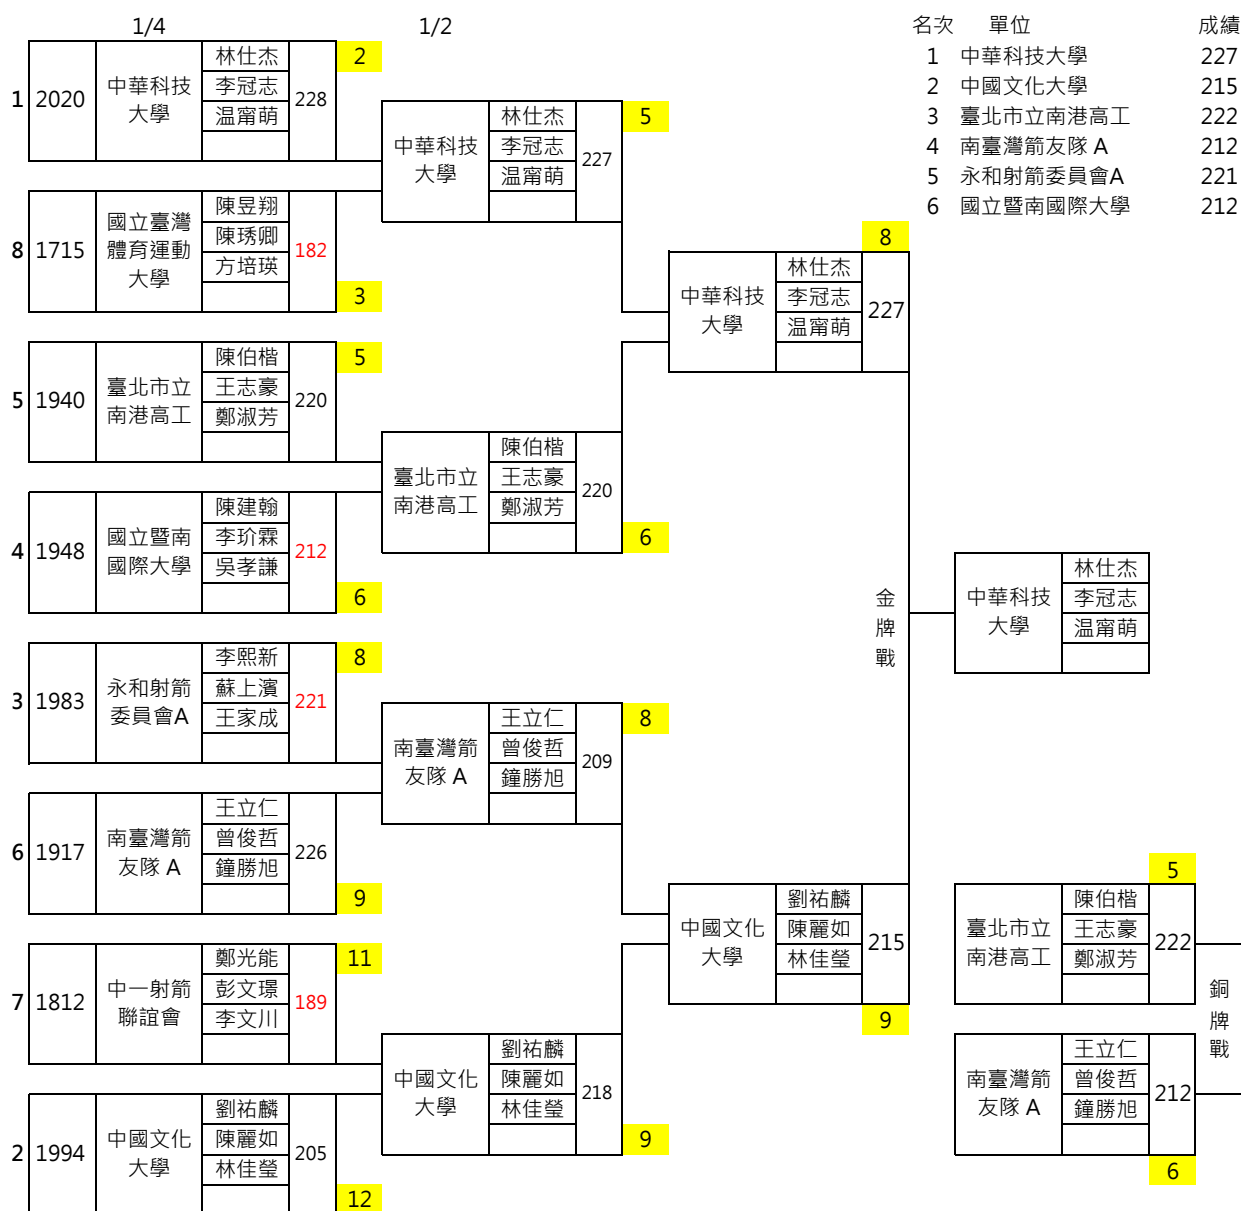 1/4
1/2
名次 單位 成績
1 中華科技大學 227
2 中國文化大學 215
3 臺北市立南港高工 222
4 南臺灣箭友隊 A 212
5 永和射箭委員會A 221
6 國立暨南國際大學 212
1
2020
中華科技
大學
林仕杰
李冠志
温甯萌
228
2
8
1715
國立臺灣
體育運動
大學
陳昱翔
陳琇卿
方培瑛
182
3
5
1940
臺北市立
南港高工
陳伯楷
王志豪
鄭淑芳
220
5
4
1948
國立暨南
國際大學
陳建翰
李玠霖
吳孝謙
212
6
3
1983
永和射箭
委員會A
李熙新
蘇上濱
王家成
221
8
6
1917
南臺灣箭
友隊 A
王立仁
曾俊哲
鐘勝旭
226
9
7
1812
中一射箭
聯誼會
鄭光能
彭文璟
李文川
189
11
2
1994
中國文化
大學
劉祐麟
陳麗如
林佳瑩
205
12
中華科技
大學
林仕杰
李冠志
温甯萌
227
5
臺北市立
南港高工
陳伯楷
王志豪
鄭淑芳
220
6
南臺灣箭
友隊 A
王立仁
曾俊哲
鐘勝旭
209
8
中國文化
大學
劉祐麟
陳麗如
林佳瑩
218
9
8
中華科技
大學
林仕杰
李冠志
温甯萌
227
中國文化
大學
劉祐麟
陳麗如
林佳瑩
215
9
金
牌
戰
中華科技
大學
林仕杰
李冠志
温甯萌
5
臺北市立
南港高工
陳伯楷
王志豪
鄭淑芳
222
銅
牌
戰
南臺灣箭
友隊 A
王立仁
曾俊哲
鐘勝旭
212
6